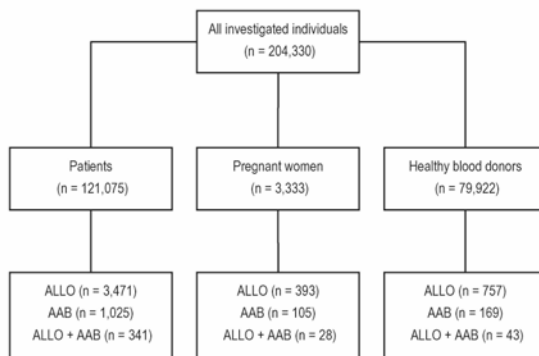 All investigated individuals
(n = 204,330)
Patients
(n = 121,075)
Pregnant women
(n = 3,333)
Healthy blood donors
(n = 79,922)
ALLO (n = 3,471)
AAB (n = 1,025)
ALLO + AAB (n = 341)
ALLO (n = 393)
AAB (n = 105)
ALLO + AAB (n = 28)
ALLO (n = 757)
AAB (n = 169)
ALLO + AAB (n = 43)